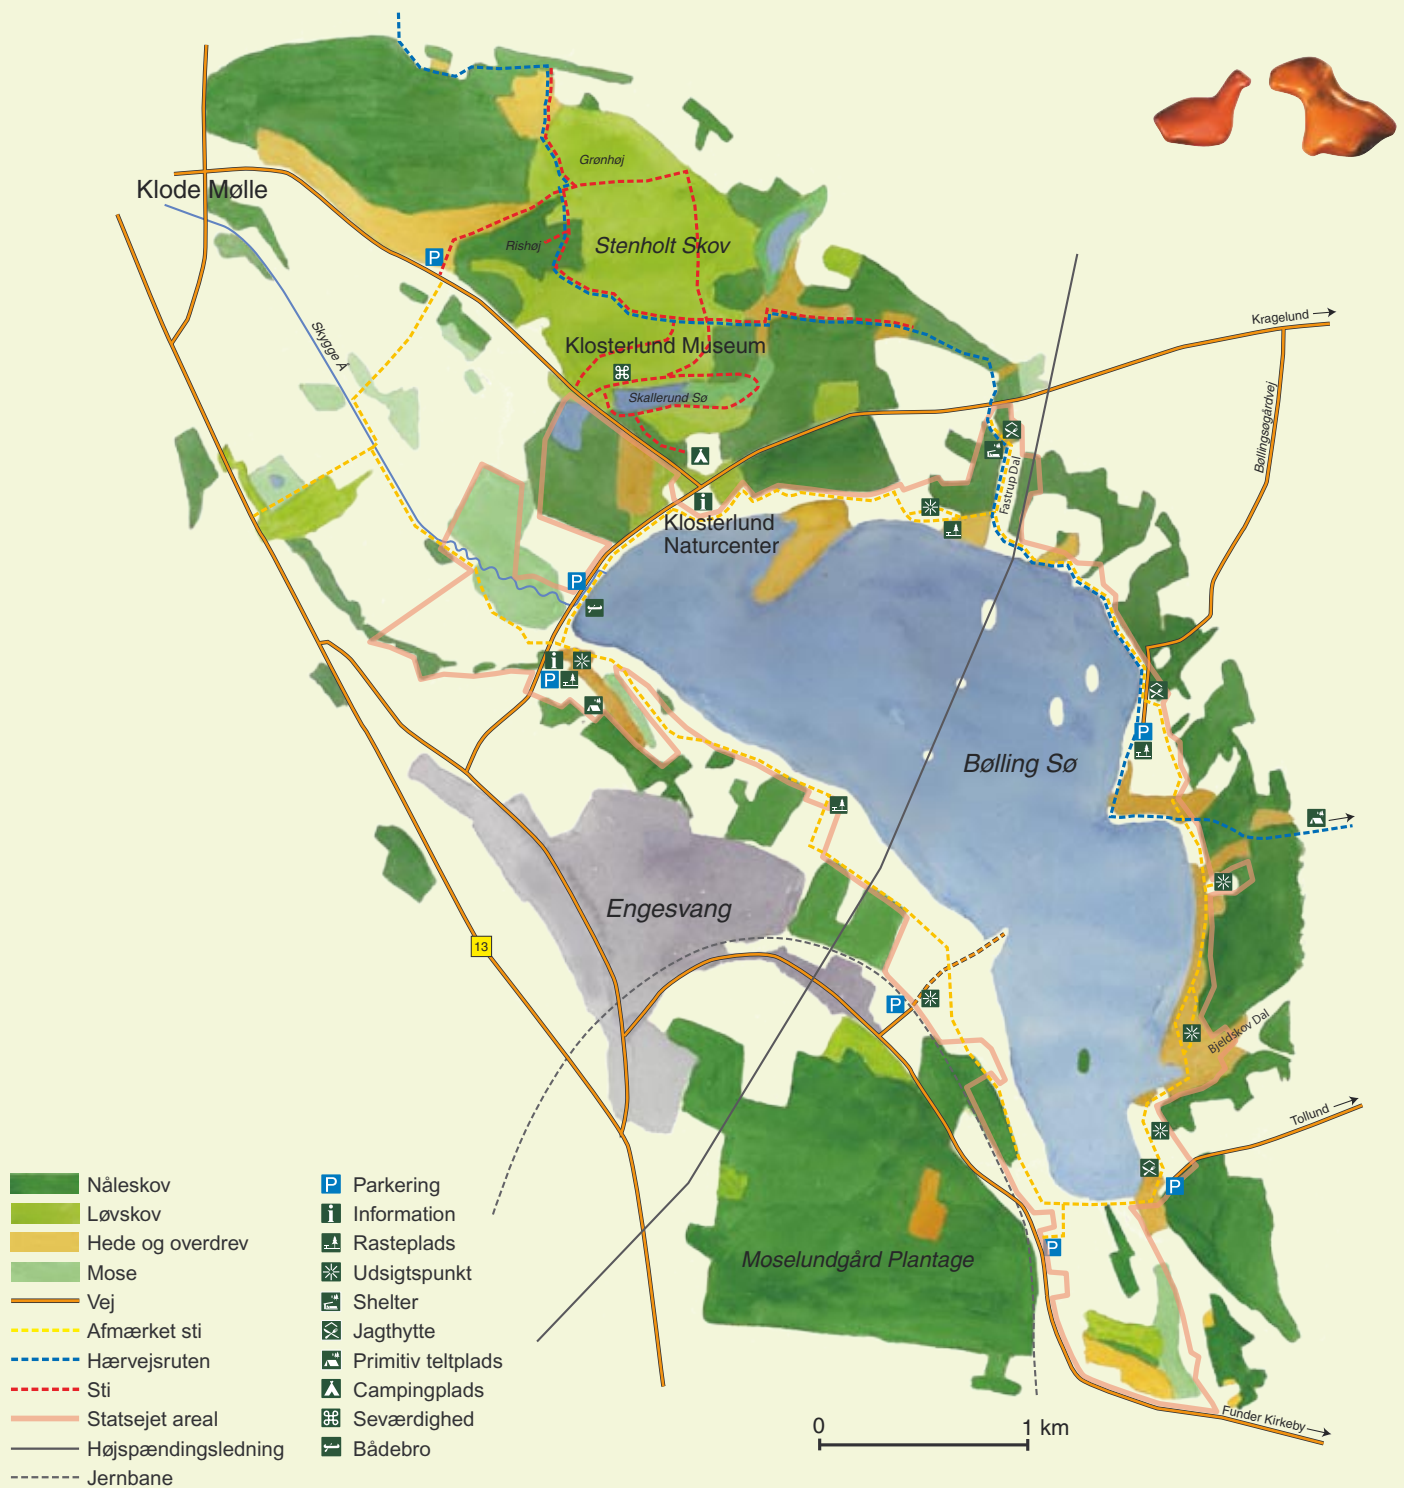 Grønhøj
Klode Mølle
Rishøj
Stenholt Skov
P
Skygge Å
Kragelund
Klosterlund Museum
Skallerund Sø
Bøllingsøgårdvej
Fastrup Dal
i
Klosterlund
Naturcenter
P
i
P
P
Bølling Sø
Engesvang
13
P
Bjeldskov Dal
Tollund
P
P
Moselundgård Plantage
Funder Kirkeby
0 1 km
Nåleskov
Løvskov
Hede og overdrev
Mose
Vej
Afmærket sti
Hærvejsruten
Sti
Statsejet areal
Højspændingsledning
Jernbane
P Parkering
i Information
Rasteplads
Udsigtspunkt
Shelter
Jagthytte
Primitiv teltplads
Campingplads
Seværdighed
Bådebro